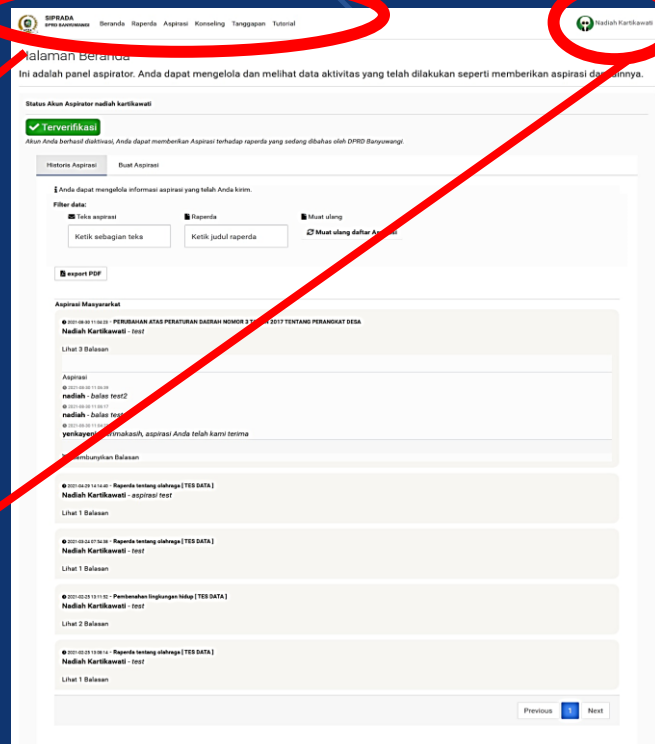 SIPRADA
DPRD BANYUWANGI
Beranda Raperda Aspirasi Konseling Tanggapan Tutorial
Nadiah Kartikawati
Halaman Beranda
Ini adalah panel aspirator. Anda dapat mengelola dan melihat data aktivitas yang telah dilakukan seperti memberikan aspirasi dan lainnya.
Status Akun Aspirator nadiah kartikawati
Terverifikasi
Akun Anda berhasil diaktivasi, Anda dapat memberikan Aspirasi terhadap raperda yang sedang dibahas oleh DPRD Banyuwangi.
Historis Aspirasi Buat Aspirasi
Anda dapat mengelola informasi aspirasi yang telah Anda kirim.
Filter data:
Teks aspirasi Raperda Muat ulang
Ketik sebagian teks Ketik judul raperda Muat ulang daftar
export PDF
Aspirasi Masyararkat
PERUBAHAN ATAS PERATURAN DAERAH NOMOR 3 2017 TENTANG PERANGKAT DESA
Nadiah Kartikawati - test
Lihat 3 Balasan
Aspirasi
nadiah - balas test2
nadiah - balas test
aspirasi Anda telah kami terima
Balasan
Raperda tentang olahraga [ TES DATA ]
Nadiah Kartikawati - aspirasi test
Lihat 1 Balasan
Raperda tentang olahraga [ TES DATA ]
Nadiah Kartikawati - test
Lihat 1 Balasan
Pembenahan lingkungan hidup [ TES DATA ]
Nadiah Kartikawati - test
Lihat 2 Balasan
Raperda tentang olahraga [ TES DATA ]
Nadiah Kartikawati - test
Lihat 1 Balasan
Previous 1 Next